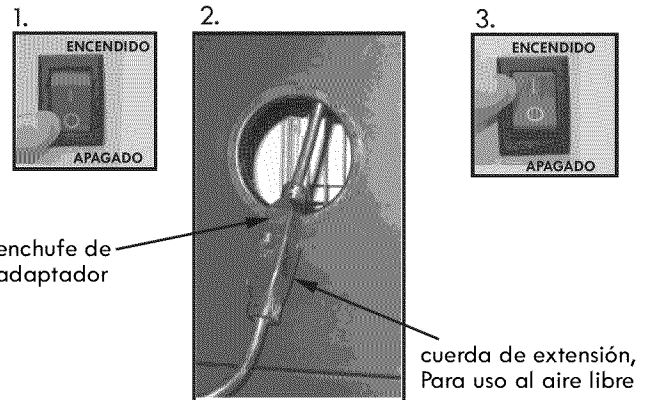 1.
ENCENDIDO
APAGADO
2.
enchufe de
adaptador
cuerda de extensión,
Para uso al aire libre
3.
ENCENDIDO
APAGADO